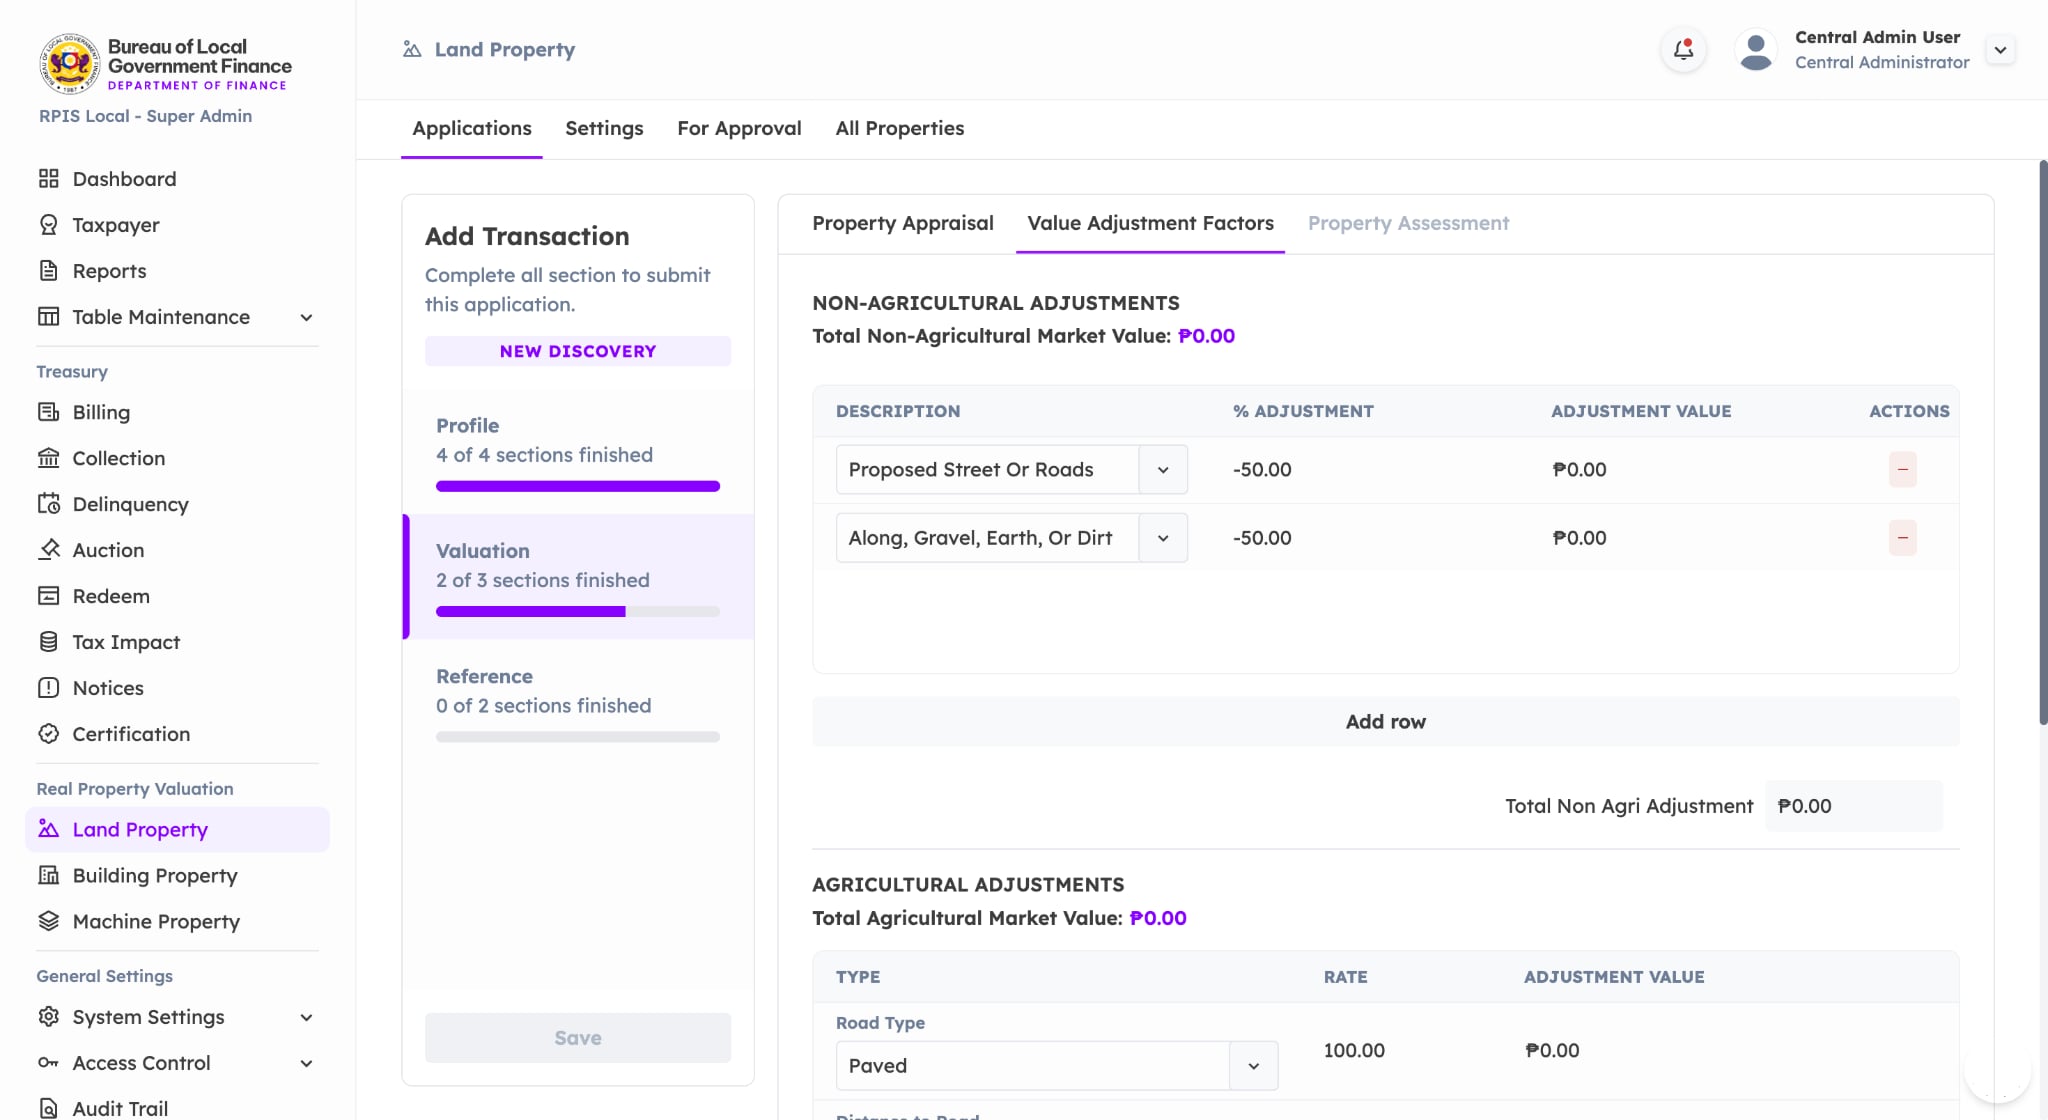 Bureau of Local
Government Finance
DEPARTMENT OF FINANCE
RPIS Local - Super Admin
Dashboard
Taxpayer
Reports
Table Maintenance
Treasury
Billing
Collection
Delinquency
Auction
Redeem
Tax Impact
Notices
Certification
Real Property Valuation
Land Property
Building Property
Machine Property
General Settings
System Settings
Access Control
Audit Trail
Land Property
Central Admin User
Central Administrator
Applications
Settings
For Approval
All Properties
Add Transaction
Complete all section to submit
this application.
NEW DISCOVERY
Profile
4 of 4 sections finished
Valuation
2 of 3 sections finished
Reference
0 of 2 sections finished
Save
Property Appraisal
Value Adjustment Factors
Property Assessment
NON-AGRICULTURAL ADJUSTMENTS
Total Non-Agricultural Market Value: ₱0.00
DESCRIPTION % ADJUSTMENT ADJUSTMENT VALUE ACTIONS
Proposed Street Or Roads -50.00 ₱0.00
Along, Gravel, Earth, Or Dirt -50.00 ₱0.00
Add row
Total Non Agri Adjustment ₱0.00
AGRICULTURAL ADJUSTMENTS
Total Agricultural Market Value: ₱0.00
TYPE RATE ADJUSTMENT VALUE
Road Type
Paved 100.00 ₱0.00
Distance to Road